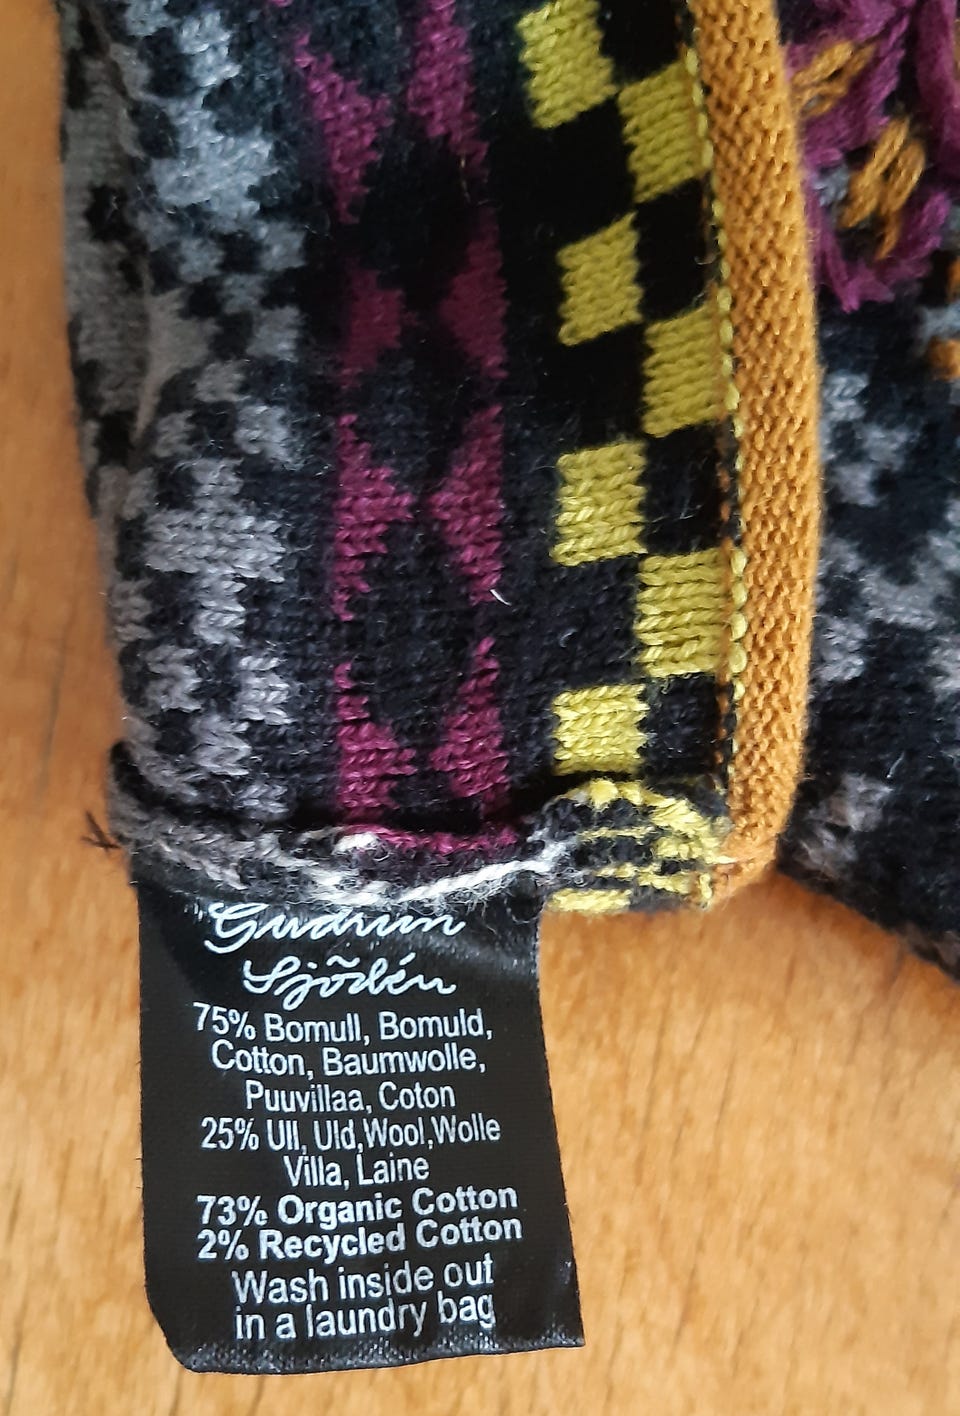 Gudrun
Sjödén
75% Bomull, Bomuld,
Cotton, Baumwolle,
Puuvillaa, Coton
25% Ull, Uld,Wool,Wolle
Villa, Laine
73% Organic Cotton
2% Recycled Cotton
Wash inside out
in a laundry bag